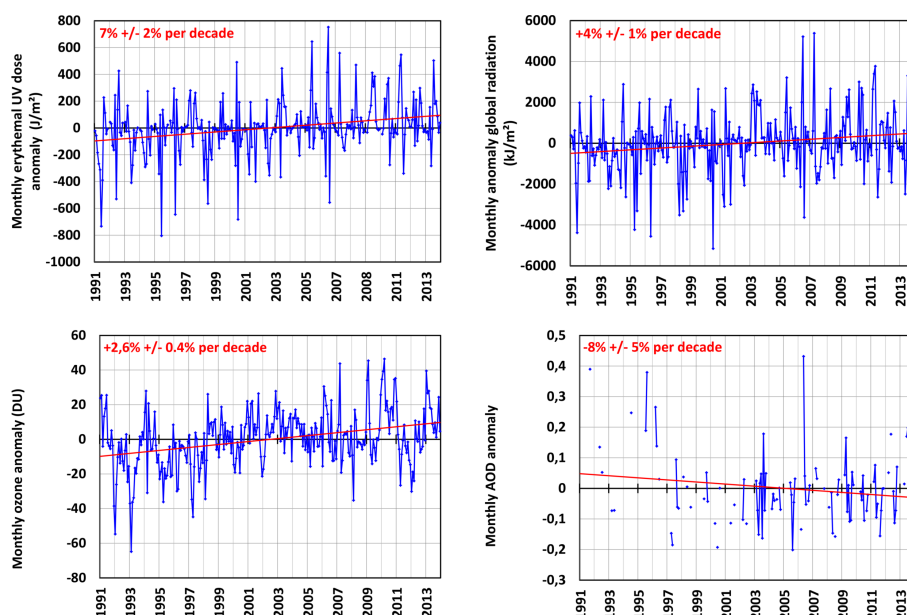 7% +/- 2% per decade
Monthly erythemal UV dose
anomaly (J/m²)
800
600
400
200
0
-200
-400
-600
-800
-1000
1991 1993 1995 1997 1999 2001 2003 2005 2007 2008 2011 2013
+4% +/- 1% per decade
Monthly anomaly global radiation
(kJ/m²)
6000
4000
2000
0
-2000
-4000
-6000
1991 1993 1995 1997 1999 2001 2003 2005 2007 2009 2011 2013
+2,6% +/- 0.4% per decade
Monthly ozone anomaly (DU)
60
40
20
0
-20
-40
-60
-80
1991 1993 1995 1997 1999 2001 2003 2005 2007 2009 2011 2013
-8% +/- 5% per decade
Monthly AOD anomaly
0,5
0,4
0,3
0,2
0,1
0
-0,1
-0,2
-0,3
1991 1993 1995 1997 1999 2001 2003 2005 2007 2009 2011 2013